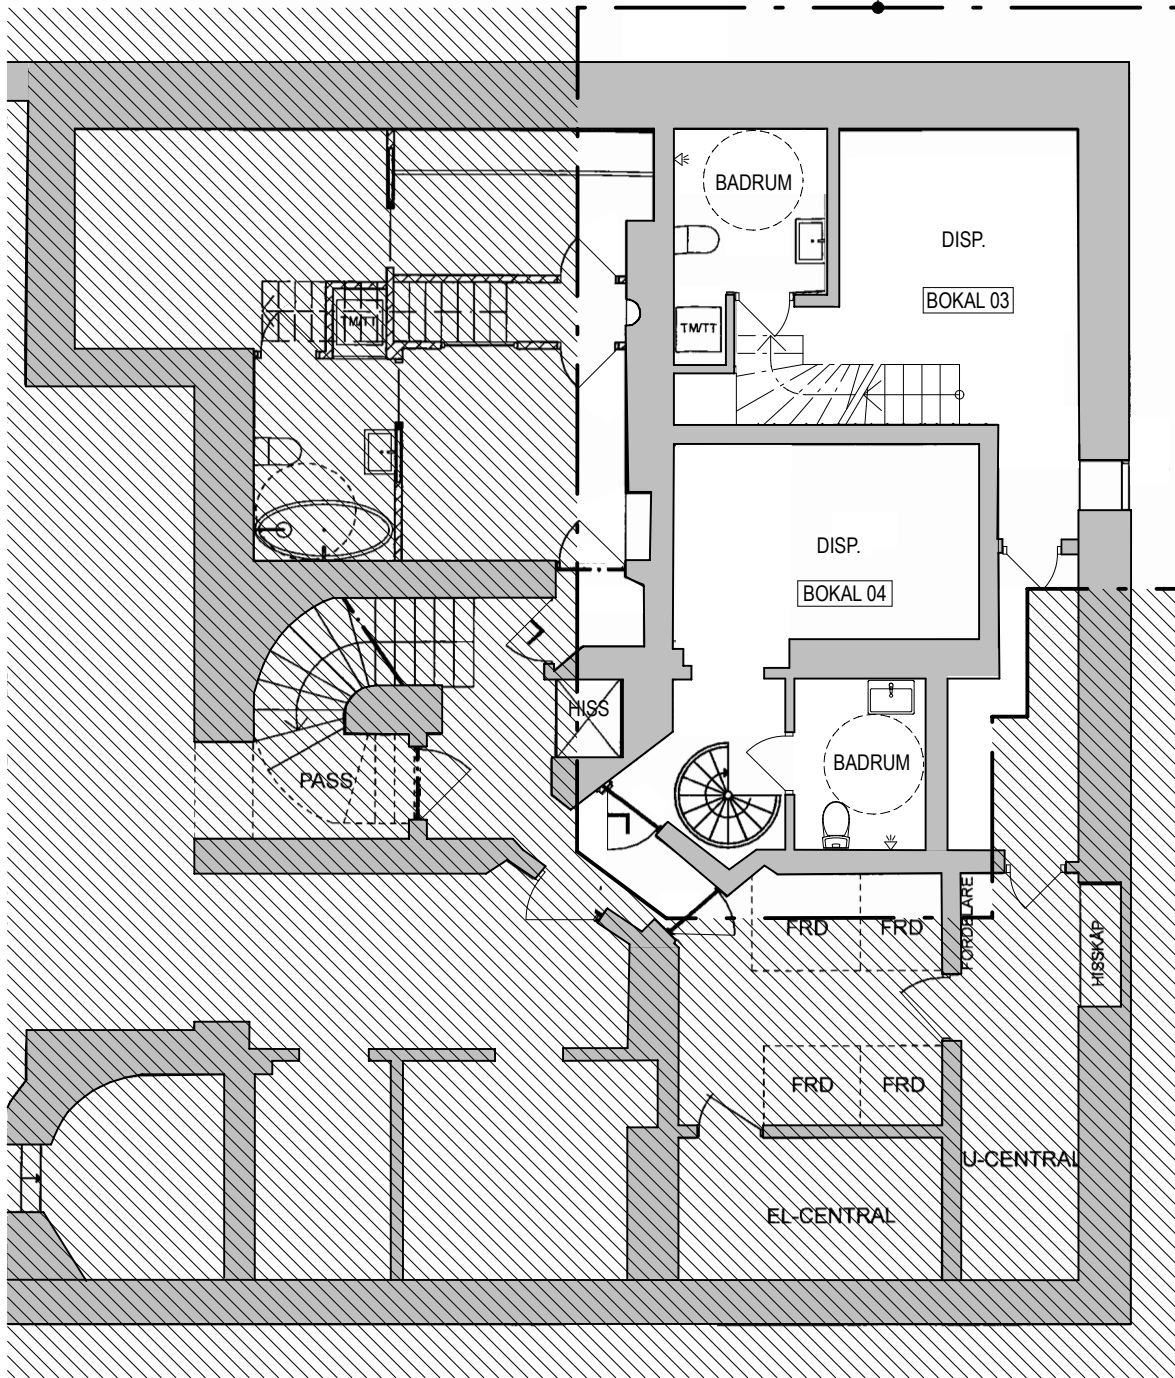 BADRUM
DISP.
BOKAL 03
TM/TT
TM/TT
DISP.
BOKAL 04
HISS
BADRUM
PASS
FRD
FRD
FÖRDELARE
HISSKÅP
FRD
FRD
U-CENTRAL
EL-CENTRAL